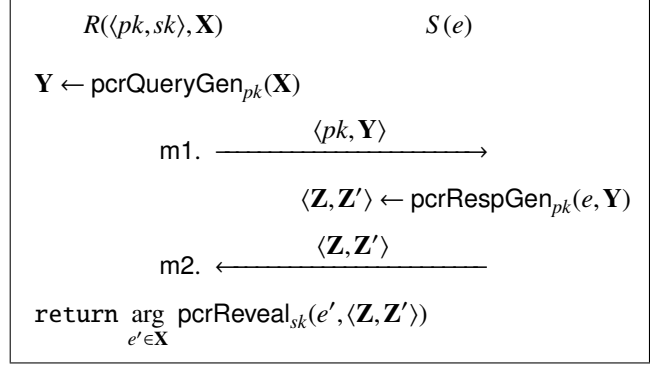 R(⟨pk, sk⟩, X) S(e)
Y ← pcrQueryGen_pk(X)
⟨pk, Y⟩
m1.
⟨Z, Z′⟩ ← pcrRespGen_pk(e, Y)
⟨Z, Z′⟩
m2.
return arg pcrReveal_sk(e′, ⟨Z, Z′⟩)
e′∈X